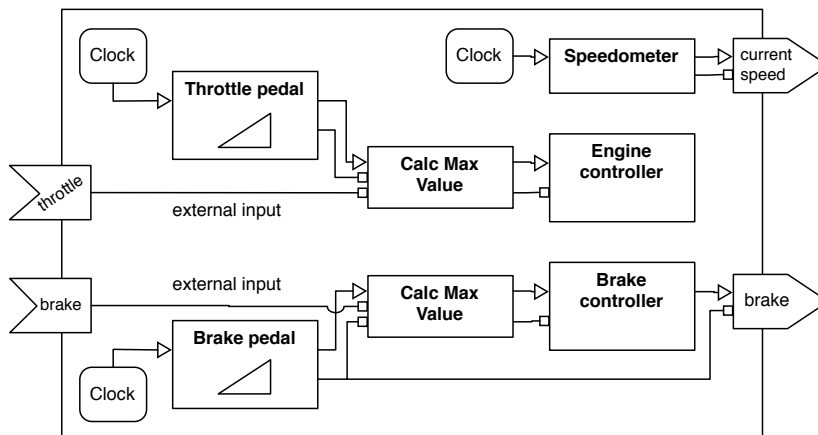 Clock
Clock
Speedometer
current
speed
Throttle pedal
Calc Max
Value
Engine
controller
throttle
external input
external input
brake
Calc Max
Value
Brake
controller
brake
Brake pedal
Clock